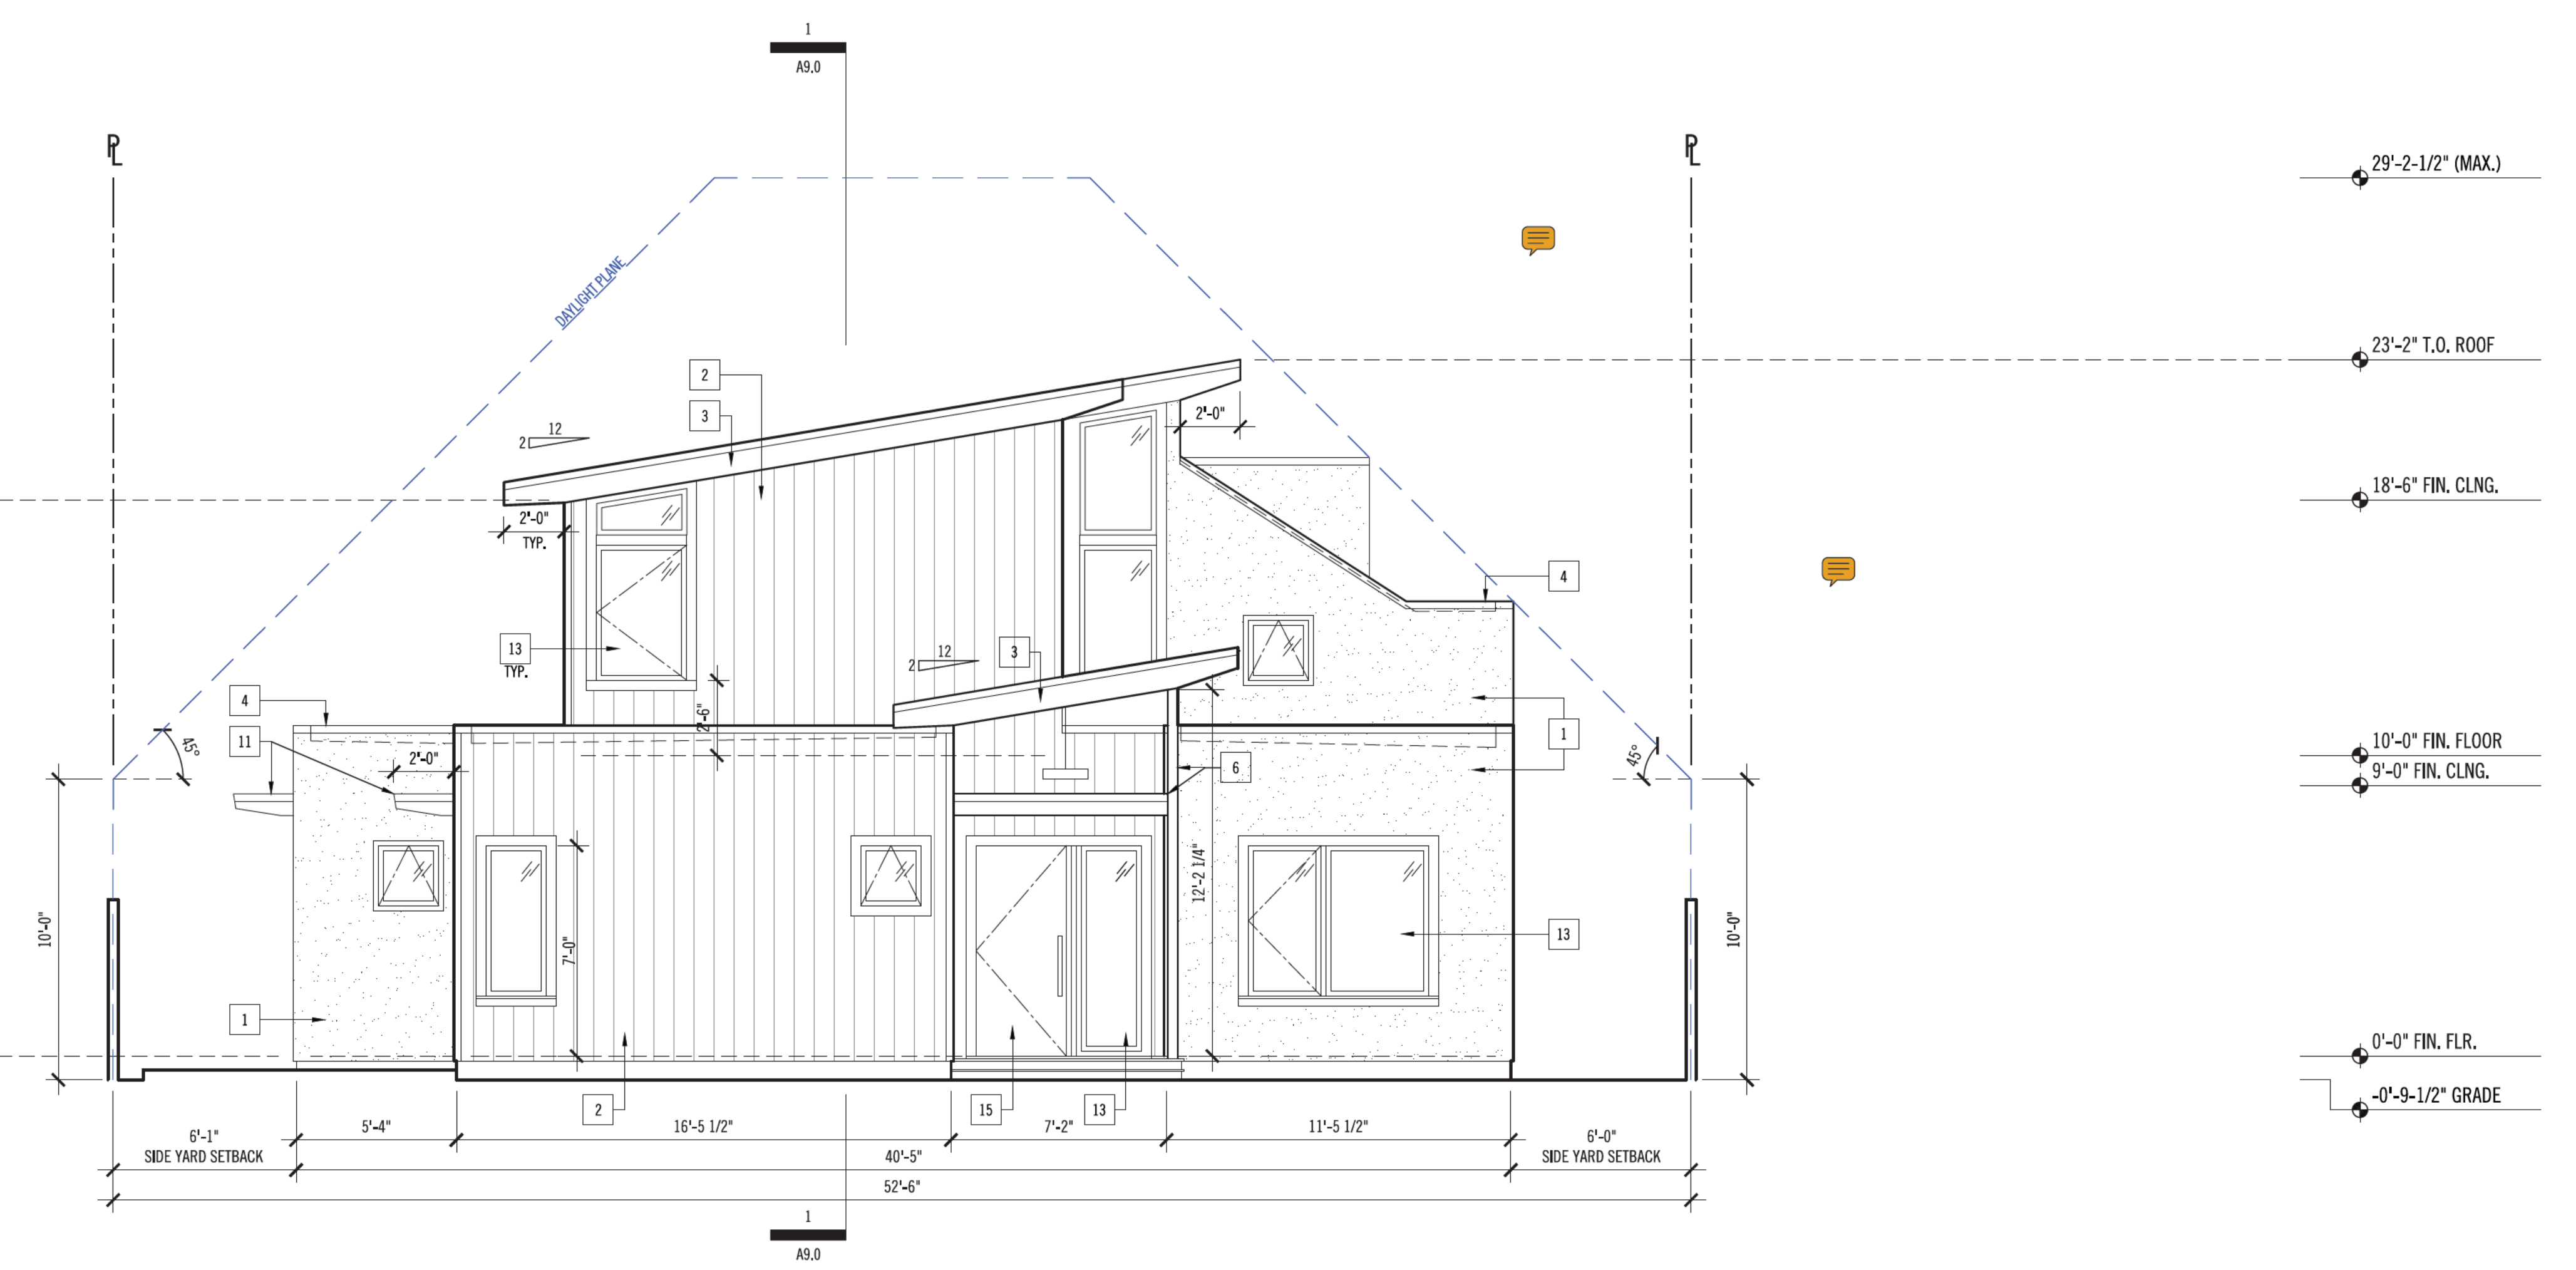 1
A9.0
PL
PL
29'-2-1/2" (MAX.)
DAYLIGHT PLANE
23'-2" T.O. ROOF
2
3
12
2
2'-0"
18'-6" FIN. CLNG.
2'-0"
TYP.
4
13
TYP.
12
2
3
4
2'-6"
1
11
45°
45°
2'-0"
6
10'-0" FIN. FLOOR
9'-0" FIN. CLNG.
12'-2 1/4"
10'-0"
7'-0"
13
10'-0"
1
0'-0" FIN. FLR.
-0'-9-1/2" GRADE
2
15
13
6'-1"
SIDE YARD SETBACK
5'-4"
16'-5 1/2"
7'-2"
11'-5 1/2"
6'-0"
SIDE YARD SETBACK
40'-5"
52'-6"
1
A9.0